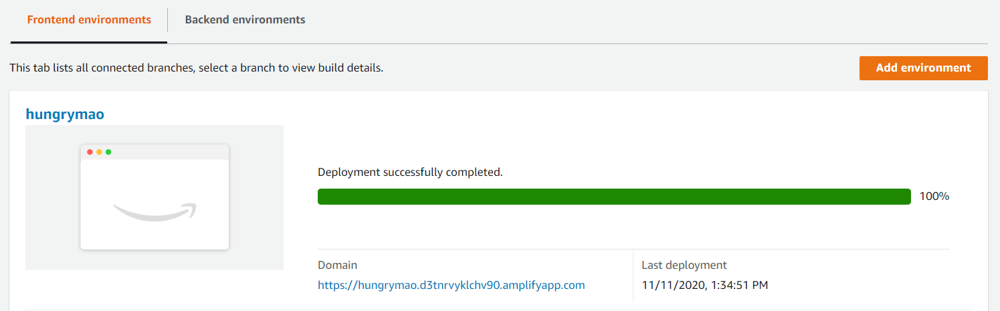 Frontend environments
Backend environments
This tab lists all connected branches, select a branch to view build details.
Add environment
hungrymao
Deployment successfully completed.
100%
Domain
Last deployment
https://hungrymao.d3tnrvyklchv90.amplifyapp.com
11/11/2020, 1:34:51 PM